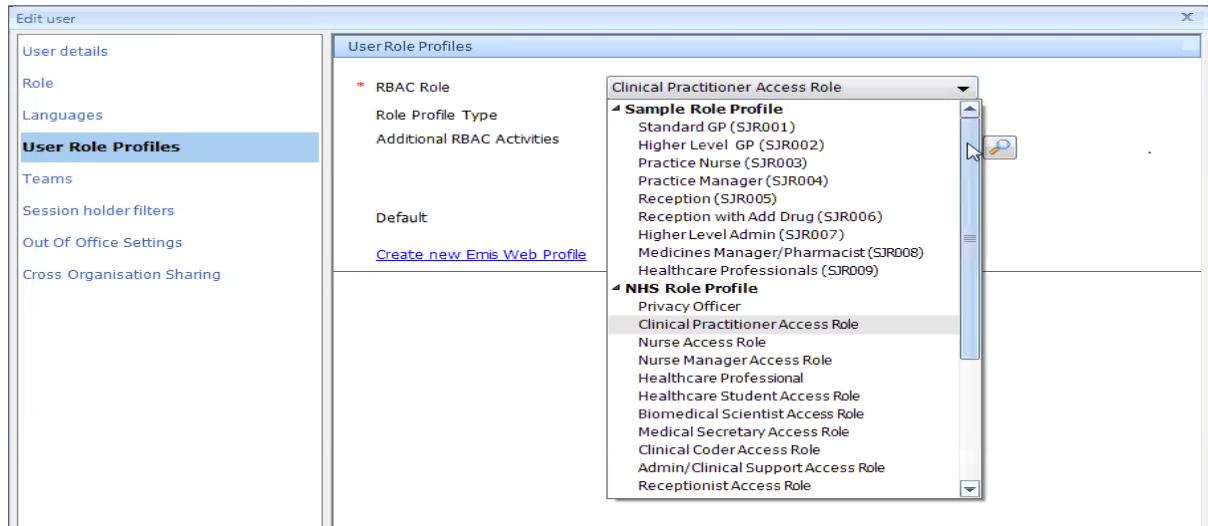 Edit user
User details
Role
Languages
User Role Profiles
Teams
Session holder filters
Out Of Office Settings
Cross Organisation Sharing
User Role Profiles
* RBAC Role
Clinical Practitioner Access Role
Role Profile Type
Additional RBAC Activities
Default
Create new Emis Web Profile
Sample Role Profile
Standard GP (SJR001)
Higher Level GP (SJR002)
Practice Nurse (SJR003)
Practice Manager (SJR004)
Reception (SJR005)
Reception with Add Drug (SJR006)
Higher Level Admin (SJR007)
Medicines Manager/Pharmacist (SJR008)
Healthcare Professionals (SJR009)
NHS Role Profile
Privacy Officer
Clinical Practitioner Access Role
Nurse Access Role
Nurse Manager Access Role
Healthcare Professional
Healthcare Student Access Role
Biomedical Scientist Access Role
Medical Secretary Access Role
Clinical Coder Access Role
Admin/Clinical Support Access Role
Receptionist Access Role